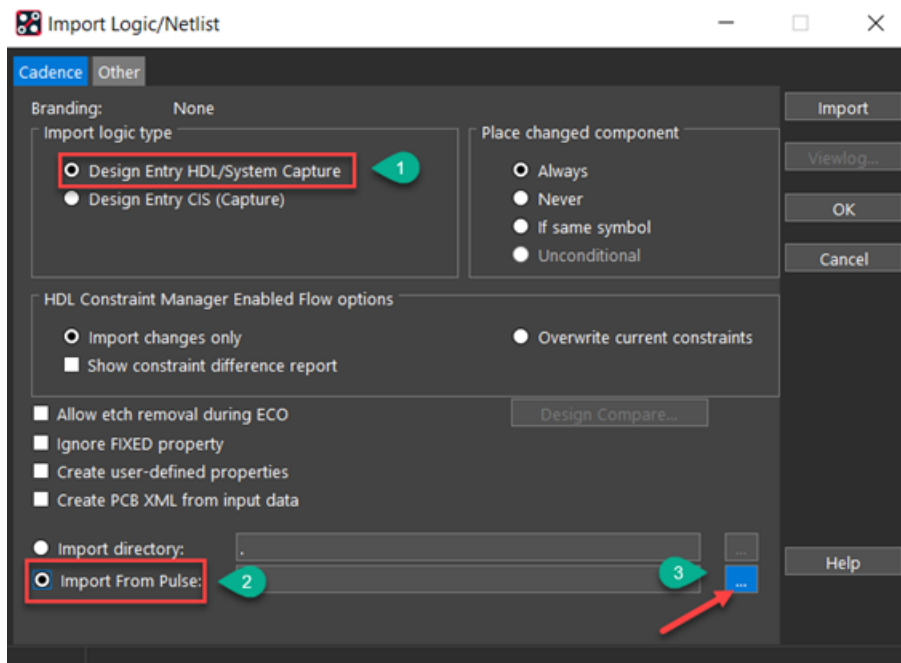 Import Logic/Netlist
Cadence Other
Branding: None
Import logic type
Design Entry HDL/System Capture
1
Design Entry CIS (Capture)
Place changed component
Always
Never
If same symbol
Unconditional
Import
Viewlog...
OK
Cancel
HDL Constraint Manager Enabled Flow options
Import changes only
Overwrite current constraints
Show constraint difference report
Allow etch removal during ECO
Design Compare...
Ignore FIXED property
Create user-defined properties
Create PCB XML from input data
Import directory: . ...
Import From Pulse: 2 3 ...
Help